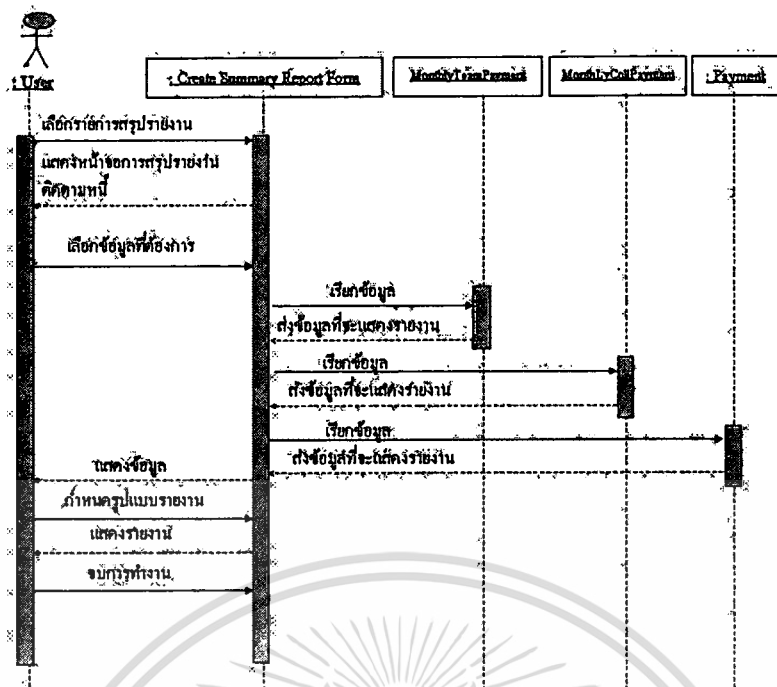 : User
: Create Summary Report Form
MonthlyTeamPayment
MonthLyCollPayment
: Payment
เลือกรายการสรุปรายงาน
แสดงหน้าจอการสรุปรายงาน
ติดตามหนี้
เลือกข้อมูลที่ต้องการ
เรียกข้อมูล
ส่งข้อมูลที่จะแสดงรายงาน
เรียกข้อมูล
ส่งข้อมูลที่จะแสดงรายงาน
เรียกข้อมูล
ส่งข้อมูลที่จะแสดงรายงาน
แสดงข้อมูล
กำหนดรูปแบบรายงาน
แสดงรายงาน
จบการทำงาน